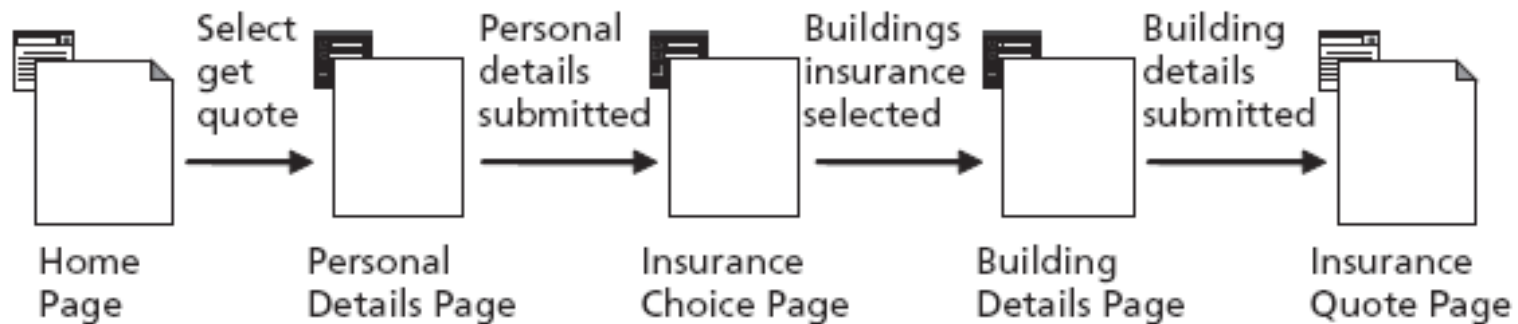 Select
get
quote
Personal
details
submitted
Buildings
insurance
selected
Building
details
submitted
Home
Page
Personal
Details Page
Insurance
Choice Page
Building
Details Page
Insurance
Quote Page